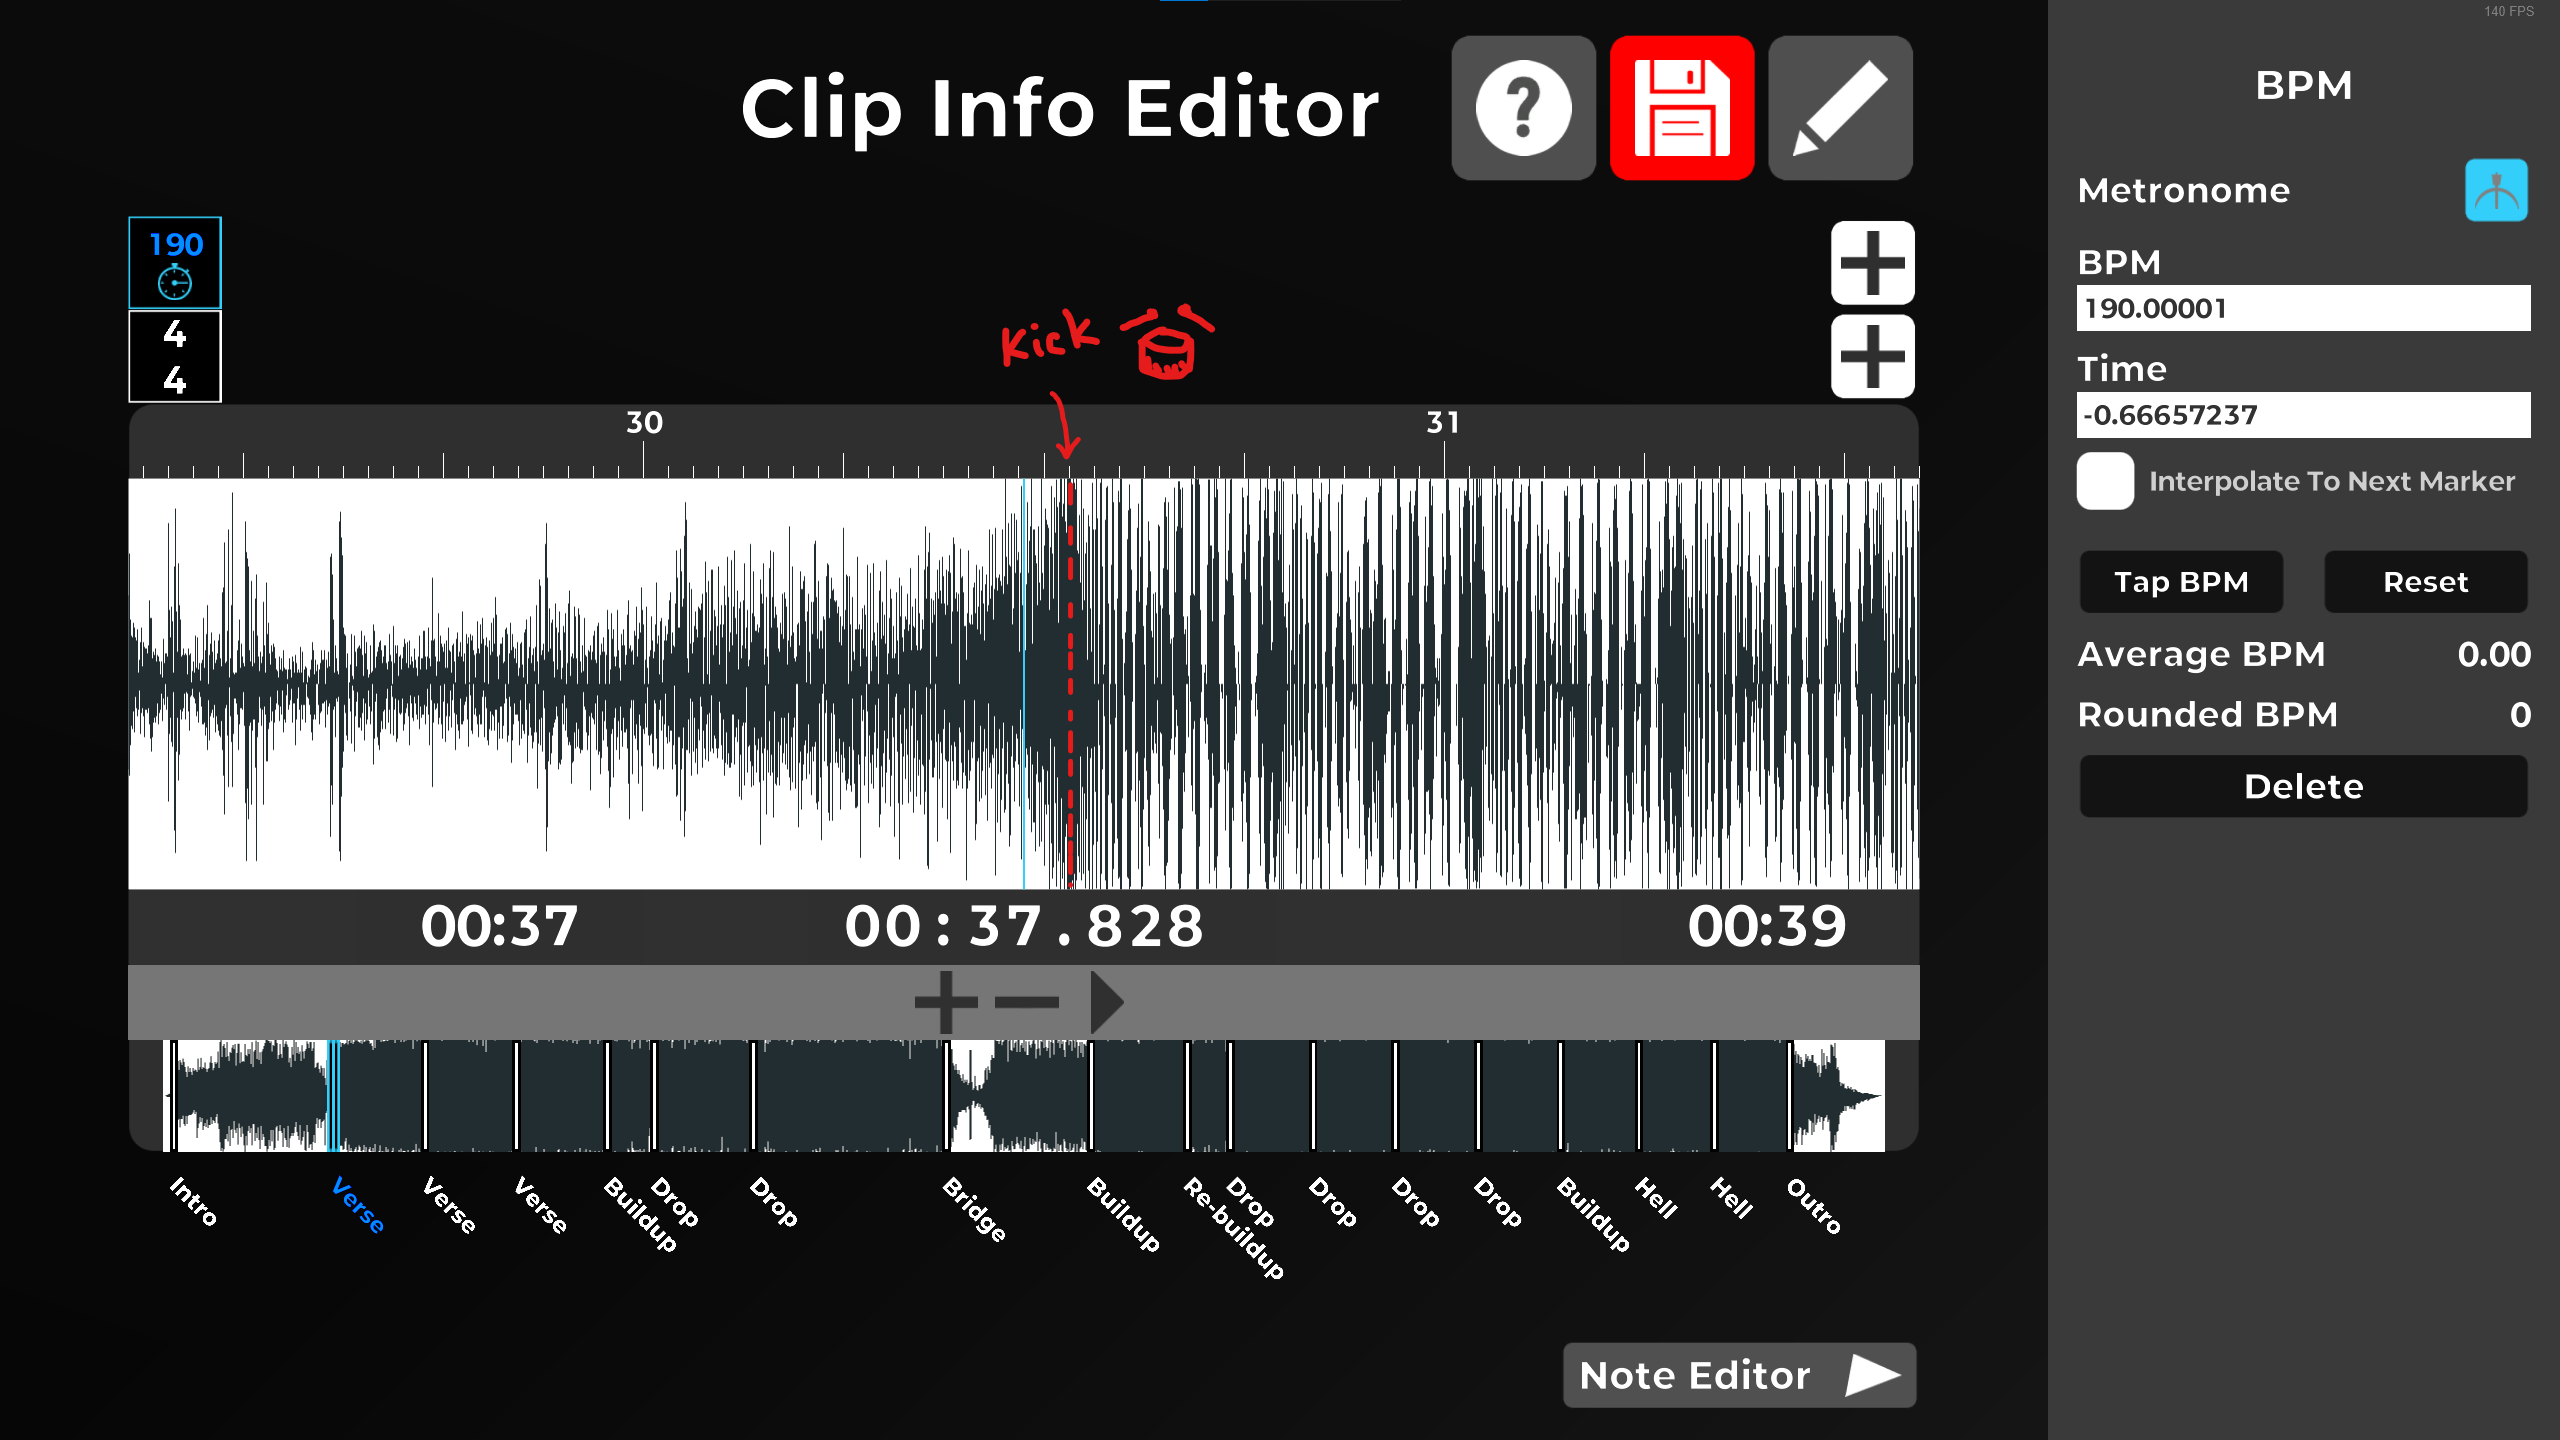 140 FPS
Clip Info Editor
BPM
Metronome
190
BPM
190.00001
4
4
Kick
Time
-0.66657237
30
31
Interpolate To Next Marker
Tap BPM
Reset
Average BPM
0.00
Rounded BPM
0
Delete
00:37
00:37.828
00:39
Intro
Verse
Verse
Verse
Buildup
Drop
Drop
Bridge
Buildup
Re-buildup
Drop
Drop
Drop
Drop
Buildup
Hell
Hell
Outro
Note Editor